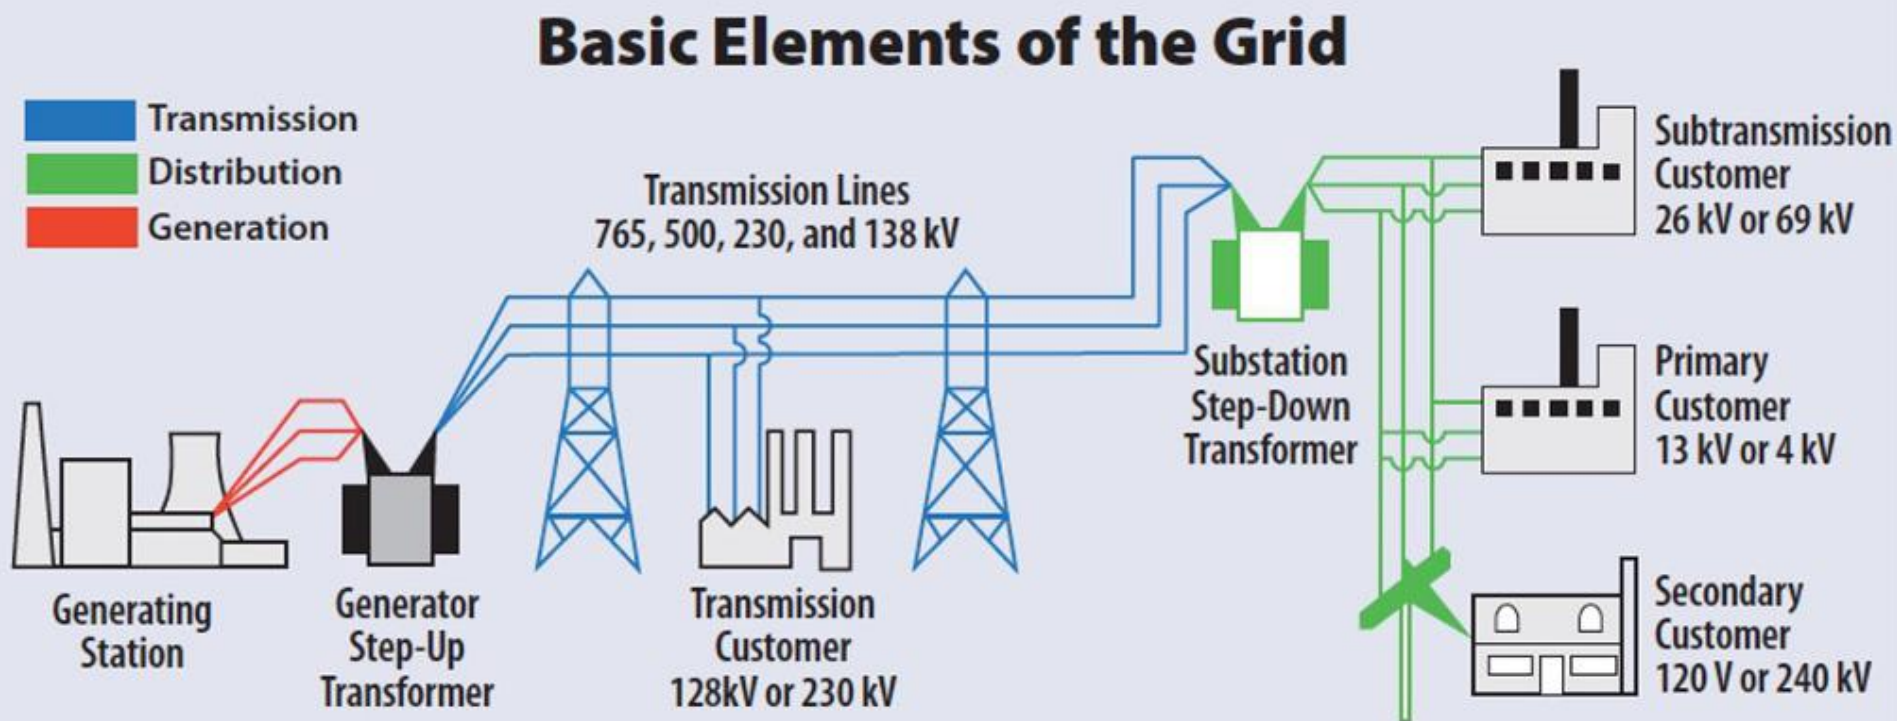 Basic Elements of the Grid
Transmission
Distribution
Generation
Transmission Lines
765, 500, 230, and 138 kV
Subtransmission
Customer
26 kV or 69 kV
Substation
Step-Down
Transformer
Primary
Customer
13 kV or 4 kV
Generating
Station
Generator
Step-Up
Transformer
Transmission
Customer
128kV or 230 kV
Secondary
Customer
120 V or 240 kV